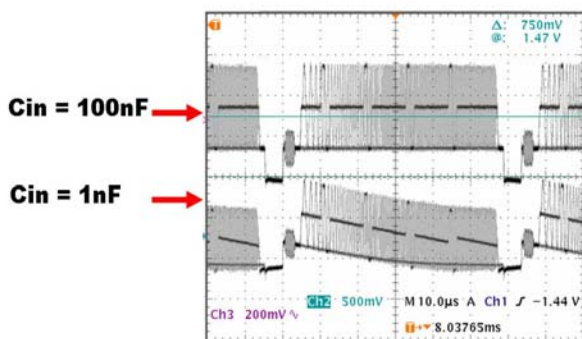 T
Δ: 750mV
@: 1.47 V
Cin = 100nF
Cin = 1nF
Ch2 500mV M 10.0µs A Ch1 ʃ -1.44 V
Ch3 200mV∿
T→▼ 8.03765ms